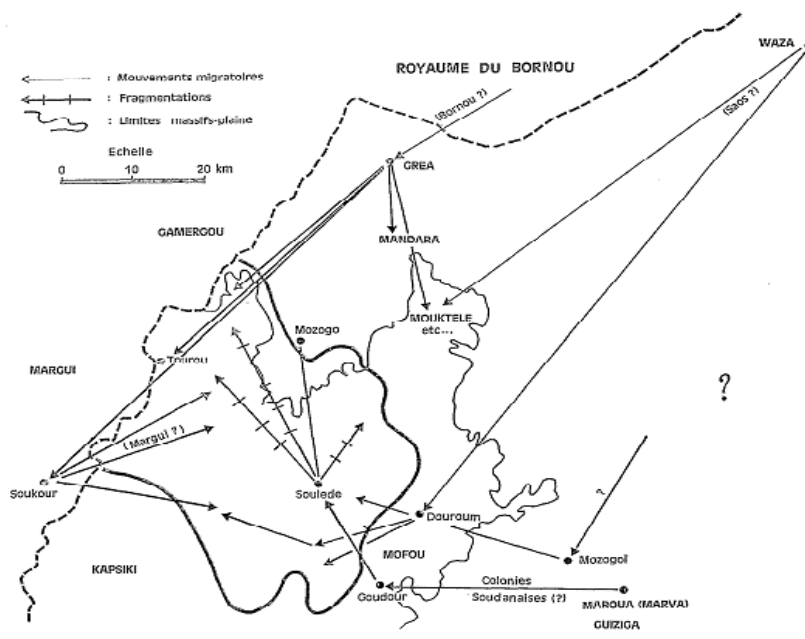 WAZA
ROYAUME DU BORNOU
: Mouvements migratoires
: Fragmentations
: Limites massifs-plaine
Echelle
0 10 20 km
(Bornou ?)
(Saos ?)
GREA
GAMERGOU
MANDARA
MOUKTELE
etc...
Mozogo
Tourou
MARGUI
?
(Margui ?)
Soukour
Soulede
?
Douroum
MOFOU
Mozogoï
KAPSIKI
Goudour
Colonies
Soudanaises (?)
MAROUA (MARVA)
GUIZIGA